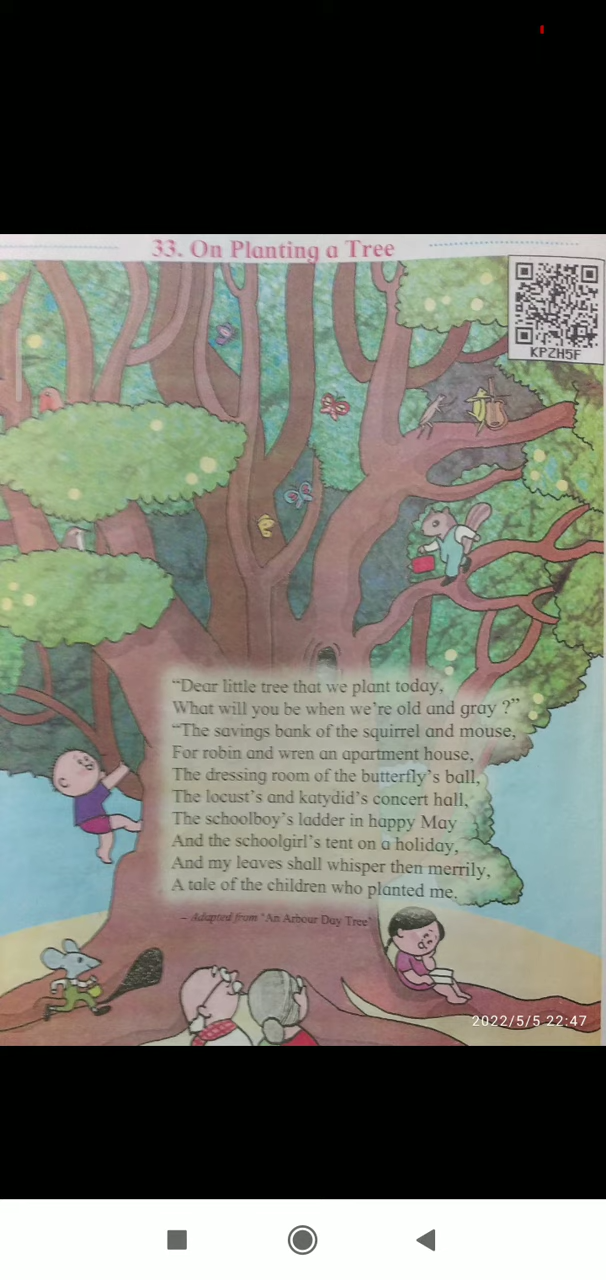 33. On Planting a Tree
KPZH5F
“Dear little tree that we plant today,
What will you be when we're old and gray ?”
“The savings bank of the squirrel and mouse,
For robin and wren an apartment house,
The dressing room of the butterfly's ball,
The locust's and katydid's concert hall,
The schoolboy's ladder in happy May
And the schoolgirl's tent on a holiday,
And my leaves shall whisper then merrily,
A tale of the children who planted me.
– Adapted from 'An Arbour Day Tree'
2022/5/5 22:47